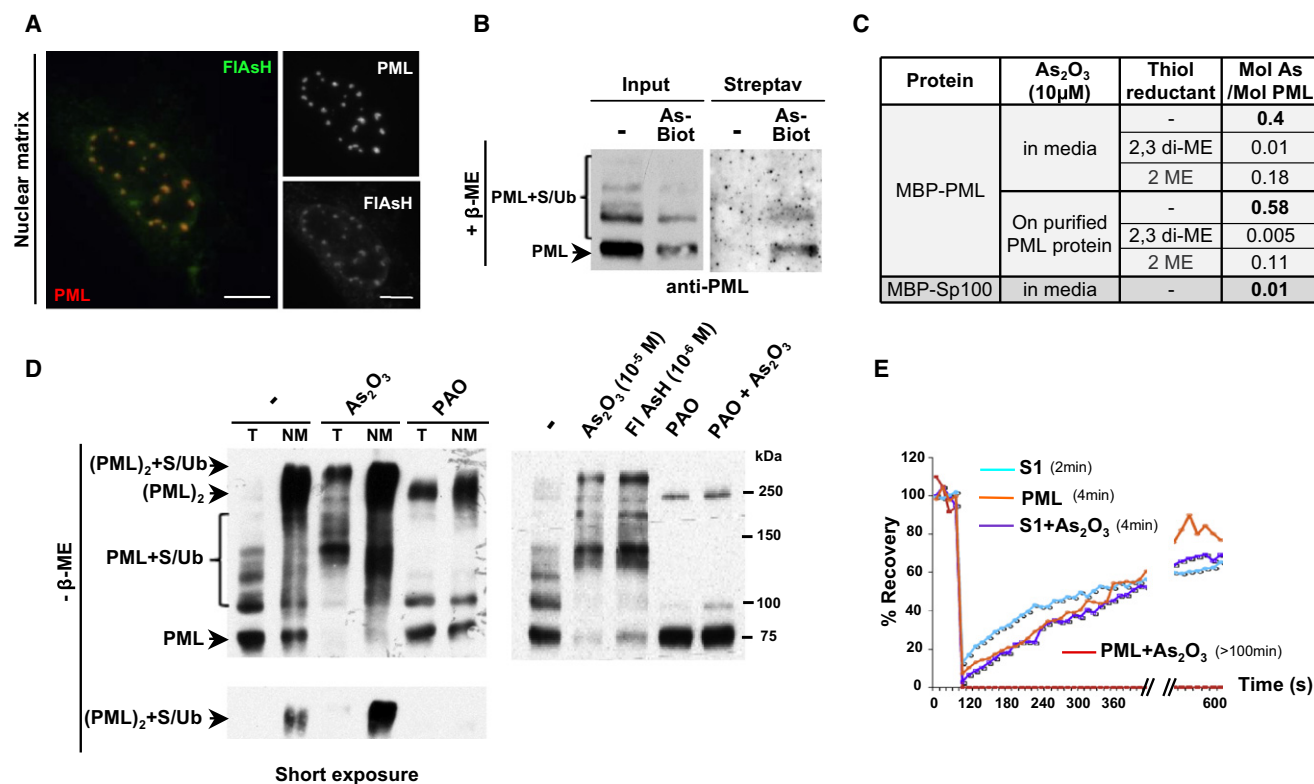 A
Nuclear matrix
FlAsH
PML
PML
FlAsH
B
Input
Streptav
-
As-Biot
-
As-Biot
+ β-ME
PML+S/Ub
PML
anti-PML
C
Protein
As₂O₃ (10μM)
Thiol reductant
Mol As /Mol PML
MBP-PML
in media
-
0.4
2,3 di-ME
0.01
2 ME
0.18
On purified PML protein
-
0.58
2,3 di-ME
0.005
2 ME
0.11
MBP-Sp100
in media
-
0.01
D
-
As₂O₃
PAO
T
NM
T
NM
T
NM
- β-ME
(PML)₂+S/Ub
(PML)₂
PML+S/Ub
PML
(PML)₂+S/Ub
Short exposure
-
As₂O₃ (10⁻⁵ M)
Fl AsH (10⁻⁶ M)
PAO
PAO + As₂O₃
kDa
250
150
100
75
E
% Recovery
120
100
80
60
40
20
0
S1 (2min)
PML (4min)
S1+As₂O₃ (4min)
PML+As₂O₃ (>100min)
Time (s)
0
120
240
360
600